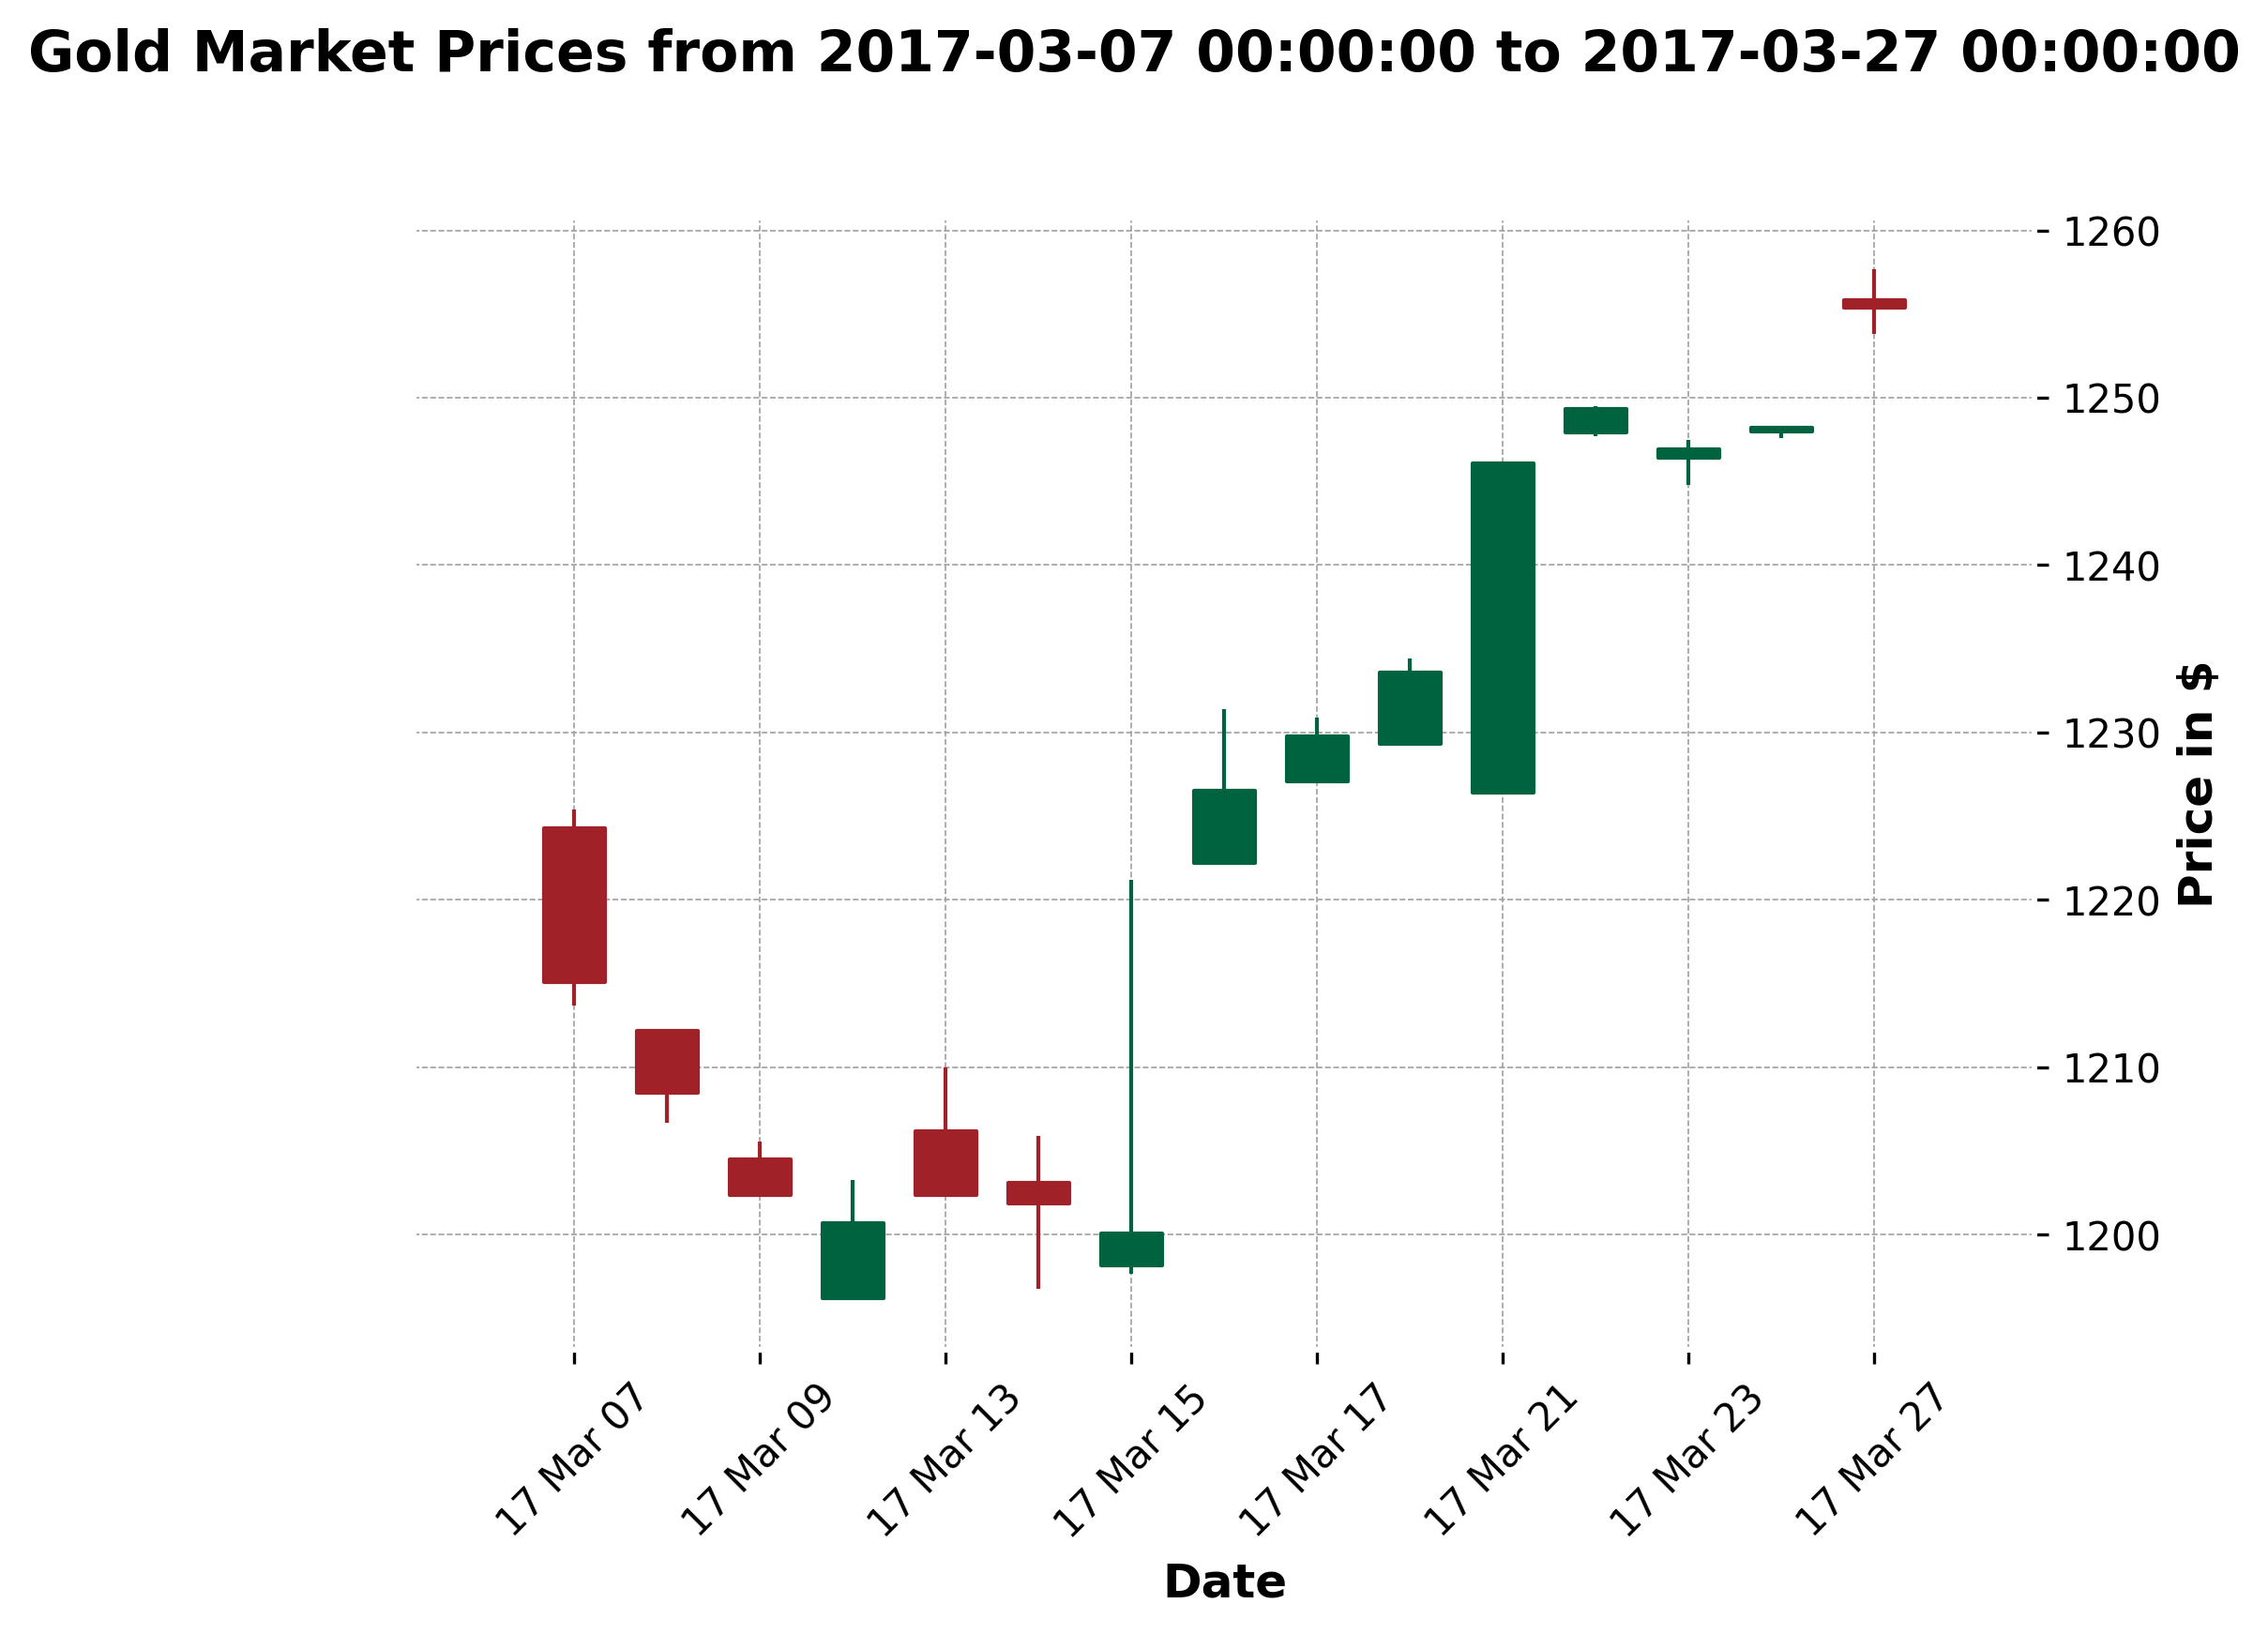 Gold Market Prices from 2017-03-07 00:00:00 to 2017-03-27 00:00:00
1260
1250
1240
1230
1220
1210
1200
Price in $
17 Mar 07
17 Mar 09
17 Mar 13
17 Mar 15
17 Mar 17
17 Mar 21
17 Mar 23
17 Mar 27
Date